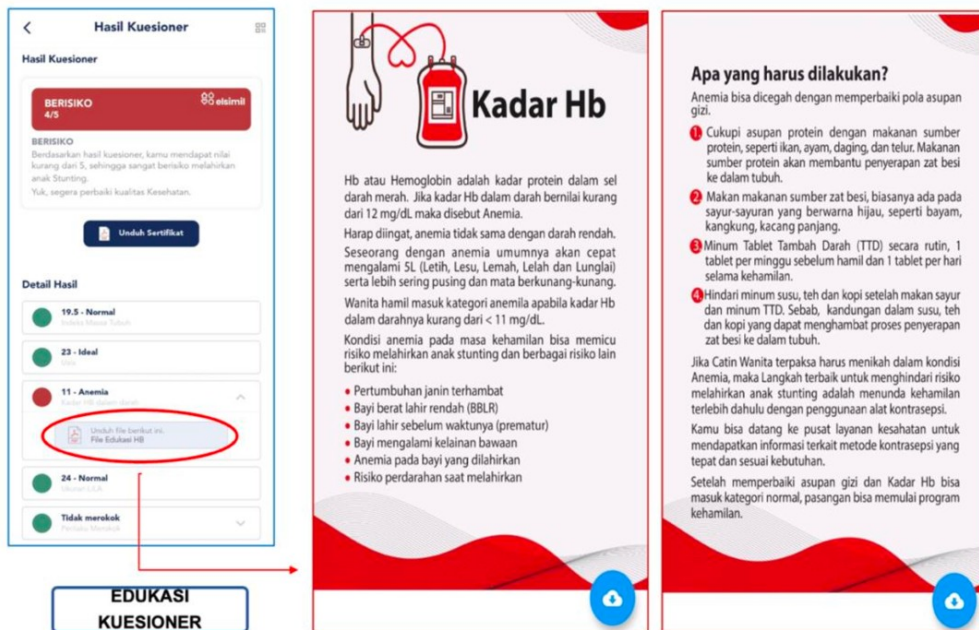 Hasil Kuesioner
Hasil Kuesioner
BERISIKO
4/5
elsimil
BERISIKO
Berdasarkan hasil kuesioner, kamu mendapat nilai
kurang dari 5, sehingga sangat berisiko melahirkan
anak Stunting.
Yuk, segera perbaiki kualitas Kesehatan.
Unduh Sertifikat
Detail Hasil
19.5 - Normal
Indeks Massa Tubuh
23 - Ideal
Usia
11 - Anemia
Kadar HB dalam darah
Unduh file berikut ini.
File Edukasi HB
24 - Normal
Ukuran LILA
Tidak merokok
Perilaku Merokok
EDUKASI
KUESIONER
Kadar Hb
Hb atau Hemoglobin adalah kadar protein dalam sel
darah merah. Jika kadar Hb dalam darah bernilai kurang
dari 12 mg/dL maka disebut Anemia.
Harap diingat, anemia tidak sama dengan darah rendah.
Seseorang dengan anemia umumnya akan cepat
mengalami 5L (Letih, Lesu, Lemah, Lelah dan Lunglai)
serta lebih sering pusing dan mata berkunang-kunang.
Wanita hamil masuk kategori anemila apabila kadar Hb
dalam darahnya kurang dari < 11 mg/dL.
Kondisi anemia pada masa kehamilan bisa memicu
risiko melahirkan anak stunting dan berbagai risiko lain
berikut ini:
• Pertumbuhan janin terhambat
• Bayi berat lahir rendah (BBLR)
• Bayi lahir sebelum waktunya (prematur)
• Bayi mengalami kelainan bawaan
• Anemia pada bayi yang dilahirkan
• Risiko perdarahan saat melahirkan
Apa yang harus dilakukan?
Anemia bisa dicegah dengan memperbaiki pola asupan
gizi.
1. Cukupi asupan protein dengan makanan sumber
protein, seperti ikan, ayam, daging, dan telur. Makanan
sumber protein akan membantu penyerapan zat besi
ke dalam tubuh.
2. Makan makanan sumber zat besi, biasanya ada pada
sayur-sayuran yang berwarna hijau, seperti bayam,
kangkung, kacang panjang.
3. Minum Tablet Tambah Darah (TTD) secara rutin, 1
tablet per minggu sebelum hamil dan 1 tablet per hari
selama kehamilan.
4. Hindari minum susu, teh dan kopi setelah makan sayur
dan minum TTD. Sebab, kandungan dalam susu, teh
dan kopi yang dapat menghambat proses penyerapan
zat besi ke dalam tubuh.
Jika Catin Wanita terpaksa harus menikah dalam kondisi
Anemia, maka Langkah terbaik untuk menghindari risiko
melahirkan anak stunting adalah menunda kehamilan
terlebih dahulu dengan penggunaan alat kontrasepsi.
Kamu bisa datang ke pusat layanan kesahatan untuk
mendapatkan informasi terkait metode kontrasepsi yang
tepat dan sesuai kebutuhan.
Setelah memperbaiki asupan gizi dan Kadar Hb bisa
masuk kategori normal, pasangan bisa memulai program
kehamilan.